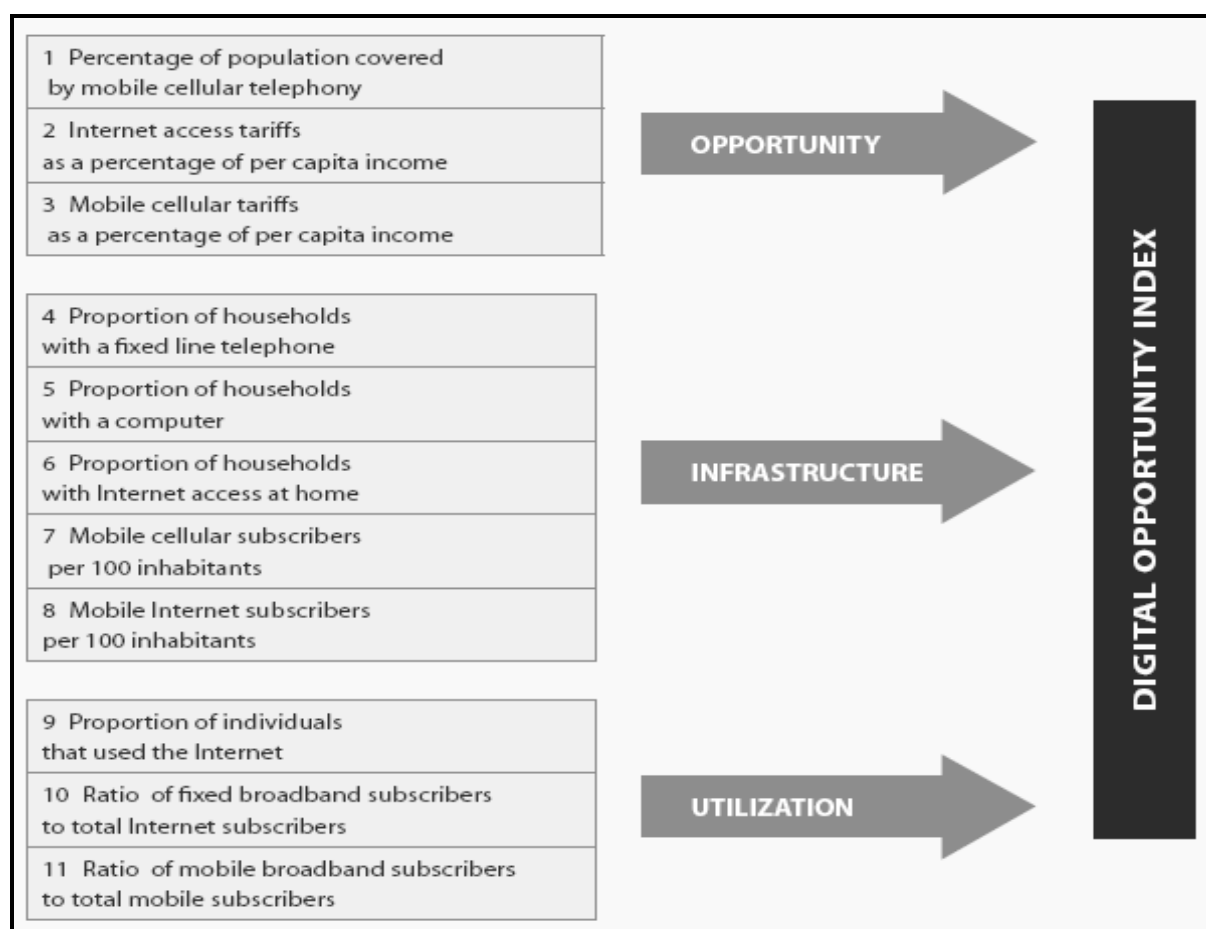 1 Percentage of population covered
by mobile cellular telephony
2 Internet access tariffs
as a percentage of per capita income
3 Mobile cellular tariffs
as a percentage of per capita income
OPPORTUNITY
4 Proportion of households
with a fixed line telephone
5 Proportion of households
with a computer
6 Proportion of households
with Internet access at home
7 Mobile cellular subscribers
per 100 inhabitants
8 Mobile Internet subscribers
per 100 inhabitants
INFRASTRUCTURE
9 Proportion of individuals
that used the Internet
10 Ratio of fixed broadband subscribers
to total Internet subscribers
11 Ratio of mobile broadband subscribers
to total mobile subscribers
UTILIZATION
DIGITAL OPPORTUNITY INDEX